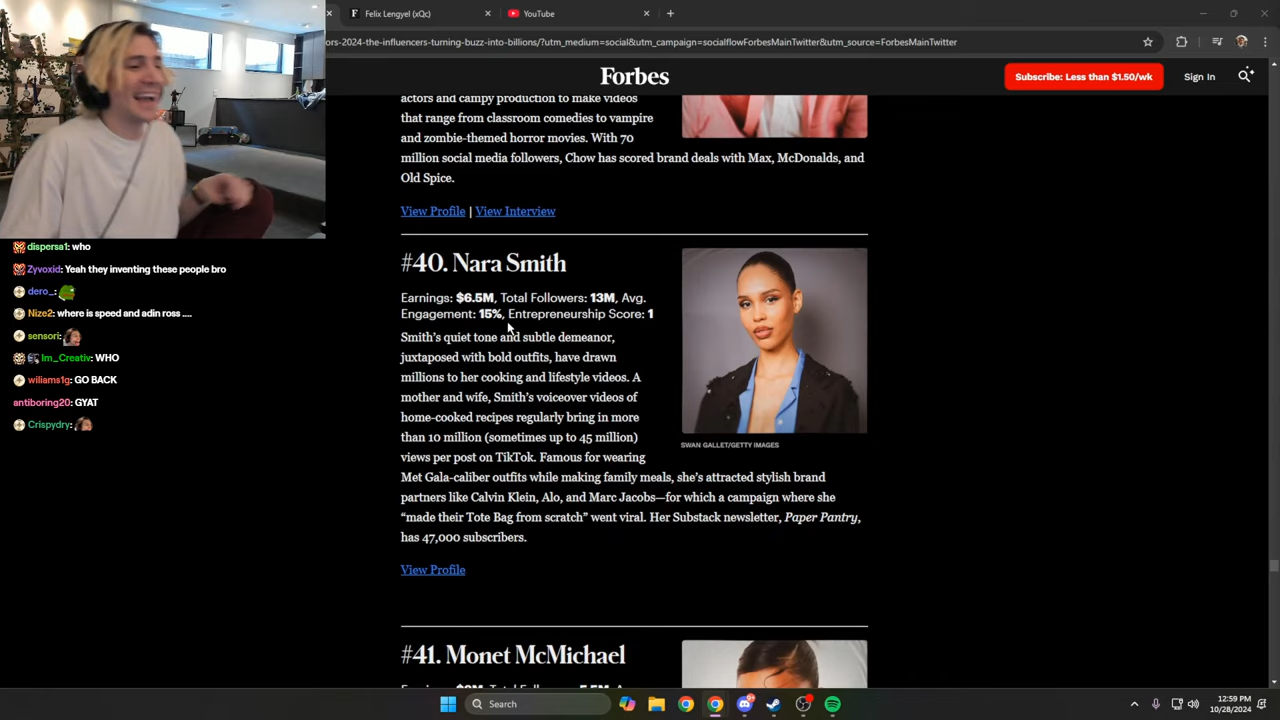 Felix Lengyel (xQc)
YouTube
ors-2024-the-influencers-turning-buzz-into-billions/?utm_medium=social&utm_campaign=socialflowForbesMainTwitter&utm_source=ForbesMainTwitter
Forbes
Subscribe: Less than $1.50/wk
Sign In
actors and campy production to make videos
that range from classroom comedies to vampire
and zombie-themed horror movies. With 70
million social media followers, Chow has scored brand deals with Max, McDonalds, and
Old Spice.
View Profile | View Interview
dispersa1: who
Zyvoxid: Yeah they inventing these people bro
dero_:
Nize2: where is speed and adin ross ....
sensori:
Im_Creativ: WHO
wiliams1g: GO BACK
antiboring20: GYAT
Crispydry:
#40. Nara Smith
Earnings: $6.5M, Total Followers: 13M, Avg.
Engagement: 15%, Entrepreneurship Score: 1
Smith's quiet tone and subtle demeanor,
juxtaposed with bold outfits, have drawn
millions to her cooking and lifestyle videos. A
mother and wife, Smith's voiceover videos of
home-cooked recipes regularly bring in more
than 10 million (sometimes up to 45 million)
views per post on TikTok. Famous for wearing
Met Gala-caliber outfits while making family meals, she's attracted stylish brand
partners like Calvin Klein, Alo, and Marc Jacobs—for which a campaign where she
“made their Tote Bag from scratch” went viral. Her Substack newsletter, Paper Pantry,
has 47,000 subscribers.
SWAN GALLET/GETTY IMAGES
View Profile
#41. Monet McMichael
Search
12:59 PM
10/28/2024